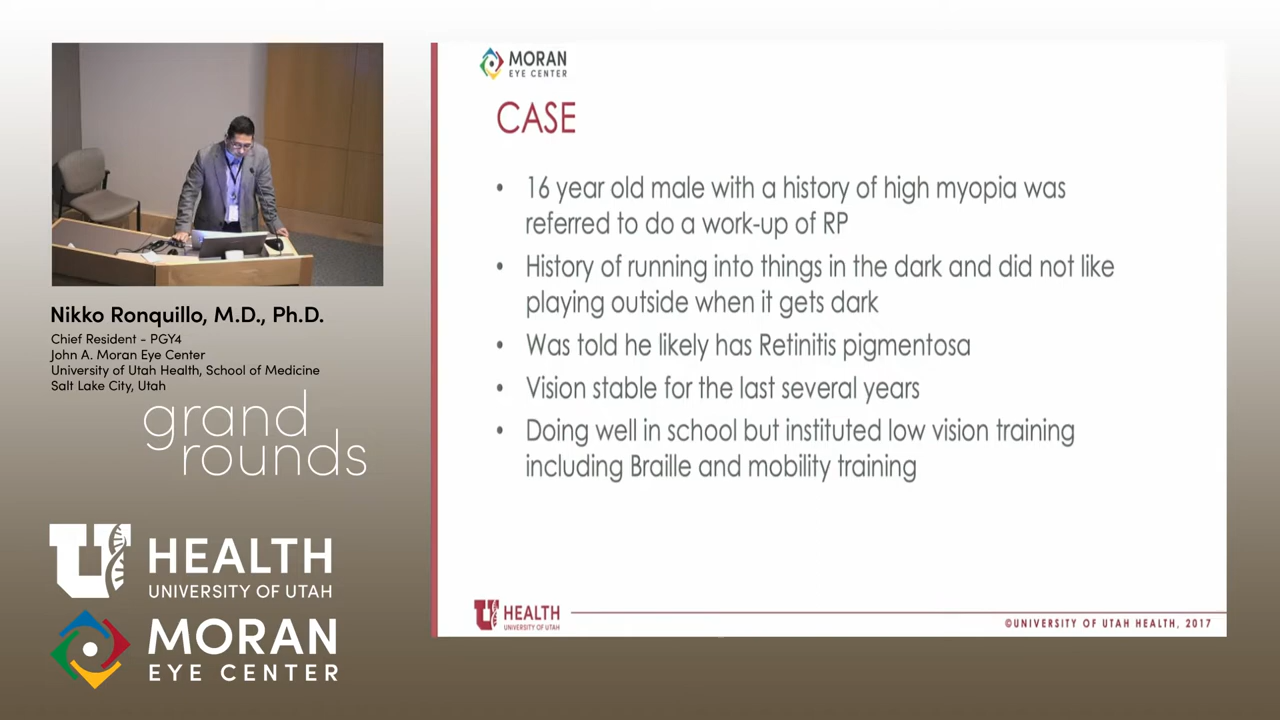 Nikko Ronquillo, M.D., Ph.D.
Chief Resident - PGY4
John A. Moran Eye Center
University of Utah Health, School of Medicine
Salt Lake City, Utah
grand
rounds
U HEALTH
UNIVERSITY OF UTAH
MORAN
EYE CENTER
MORAN
EYE CENTER
CASE
• 16 year old male with a history of high myopia was
referred to do a work-up of RP
• History of running into things in the dark and did not like
playing outside when it gets dark
• Was told he likely has Retinitis pigmentosa
• Vision stable for the last several years
• Doing well in school but instituted low vision training
including Braille and mobility training
U HEALTH
UNIVERSITY OF UTAH
©UNIVERSITY OF UTAH HEALTH, 2017